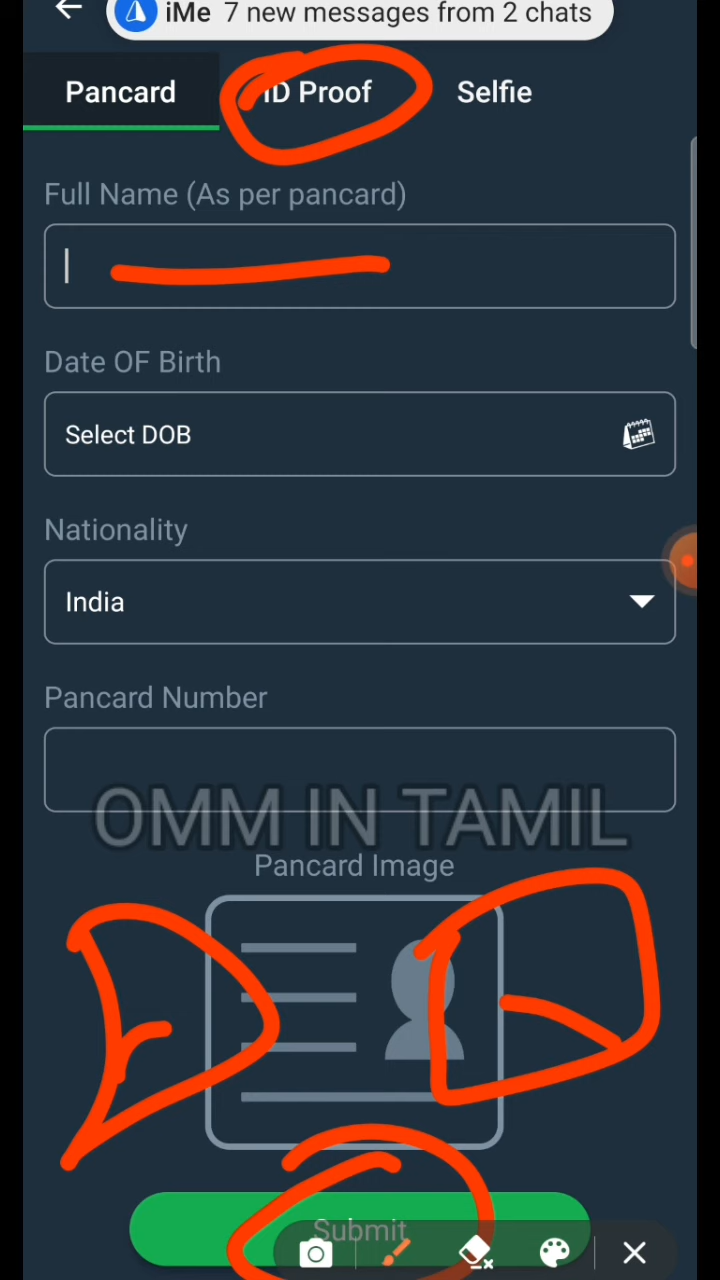 iMe 7 new messages from 2 chats
Pancard ID Proof Selfie
Full Name (As per pancard)
Date OF Birth
Select DOB
Nationality
India
Pancard Number
OMM IN TAMIL
Pancard Image
Submit